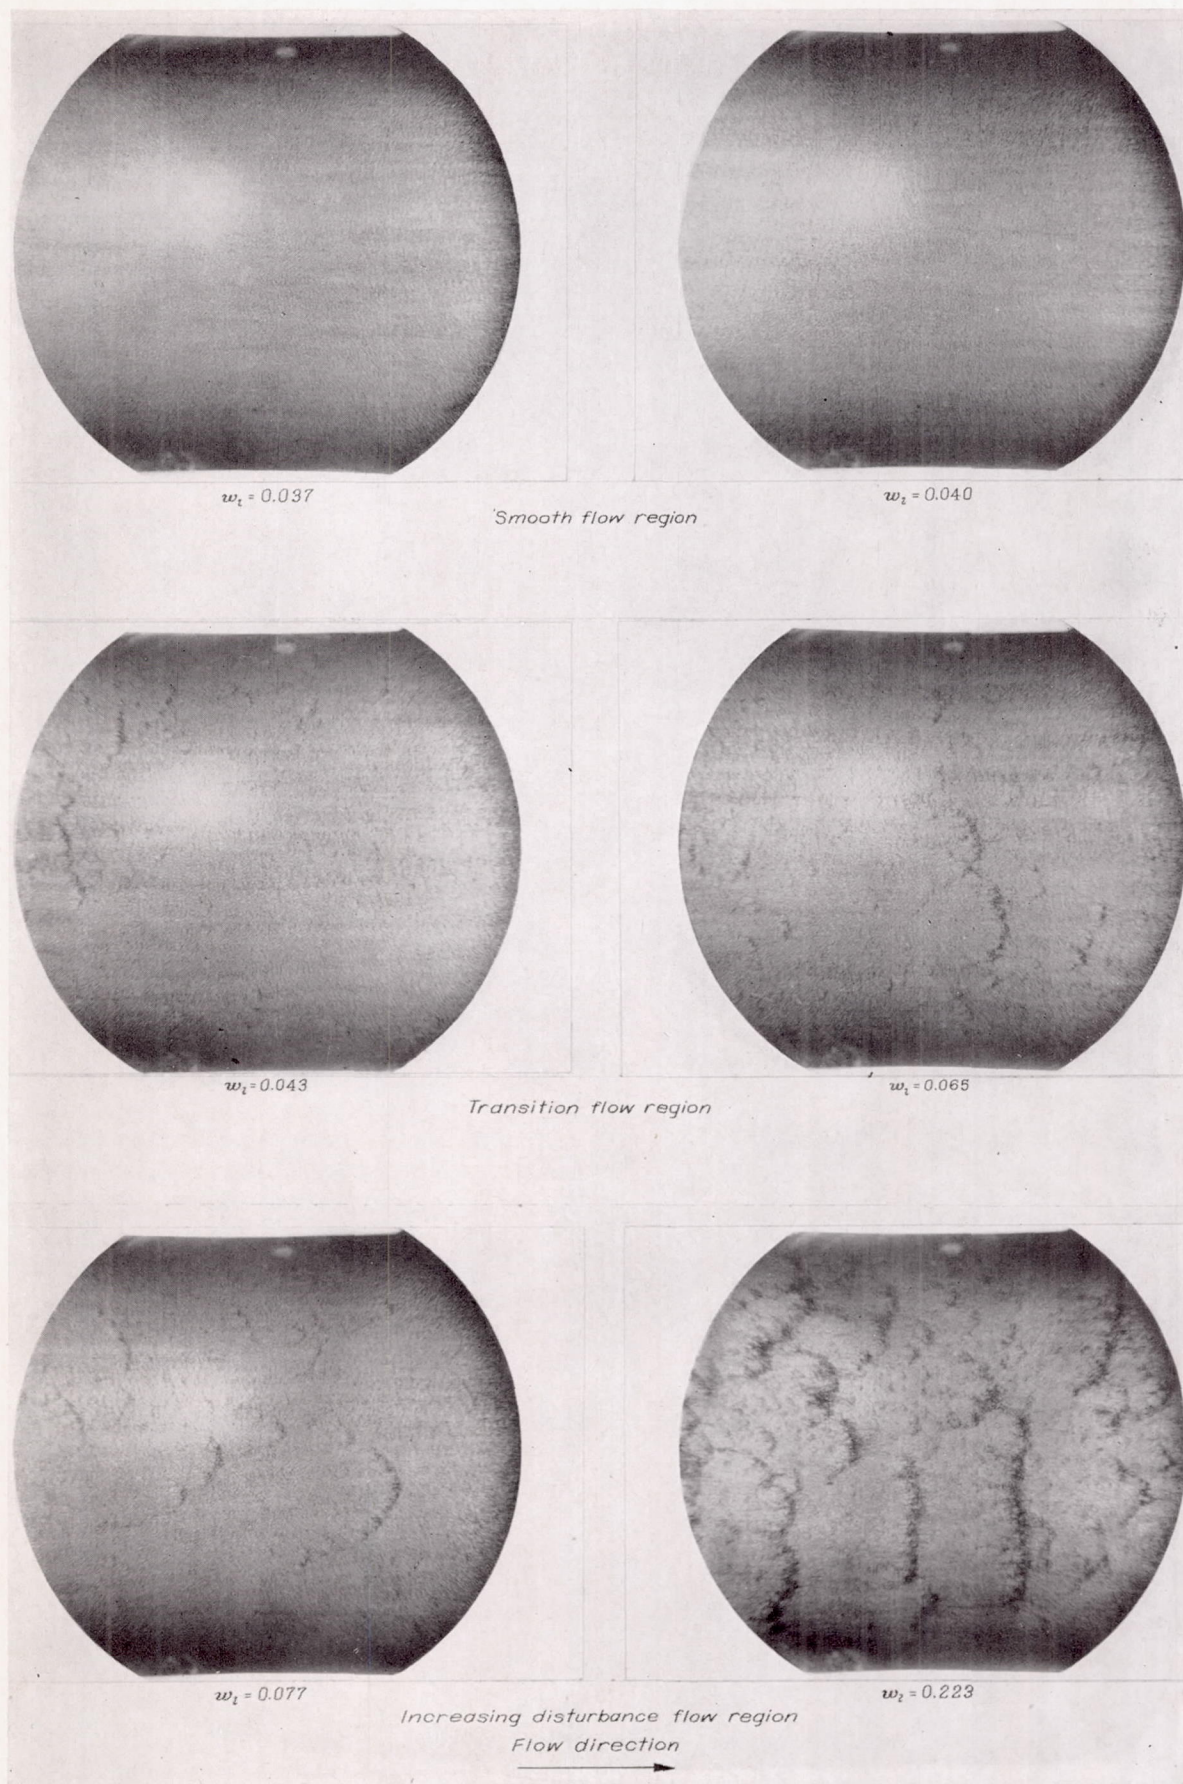 w_l = 0.037
w_l = 0.040
Smooth flow region
w_l = 0.043
w_l = 0.065
Transition flow region
w_l = 0.077
w_l = 0.223
Increasing disturbance flow region
Flow direction